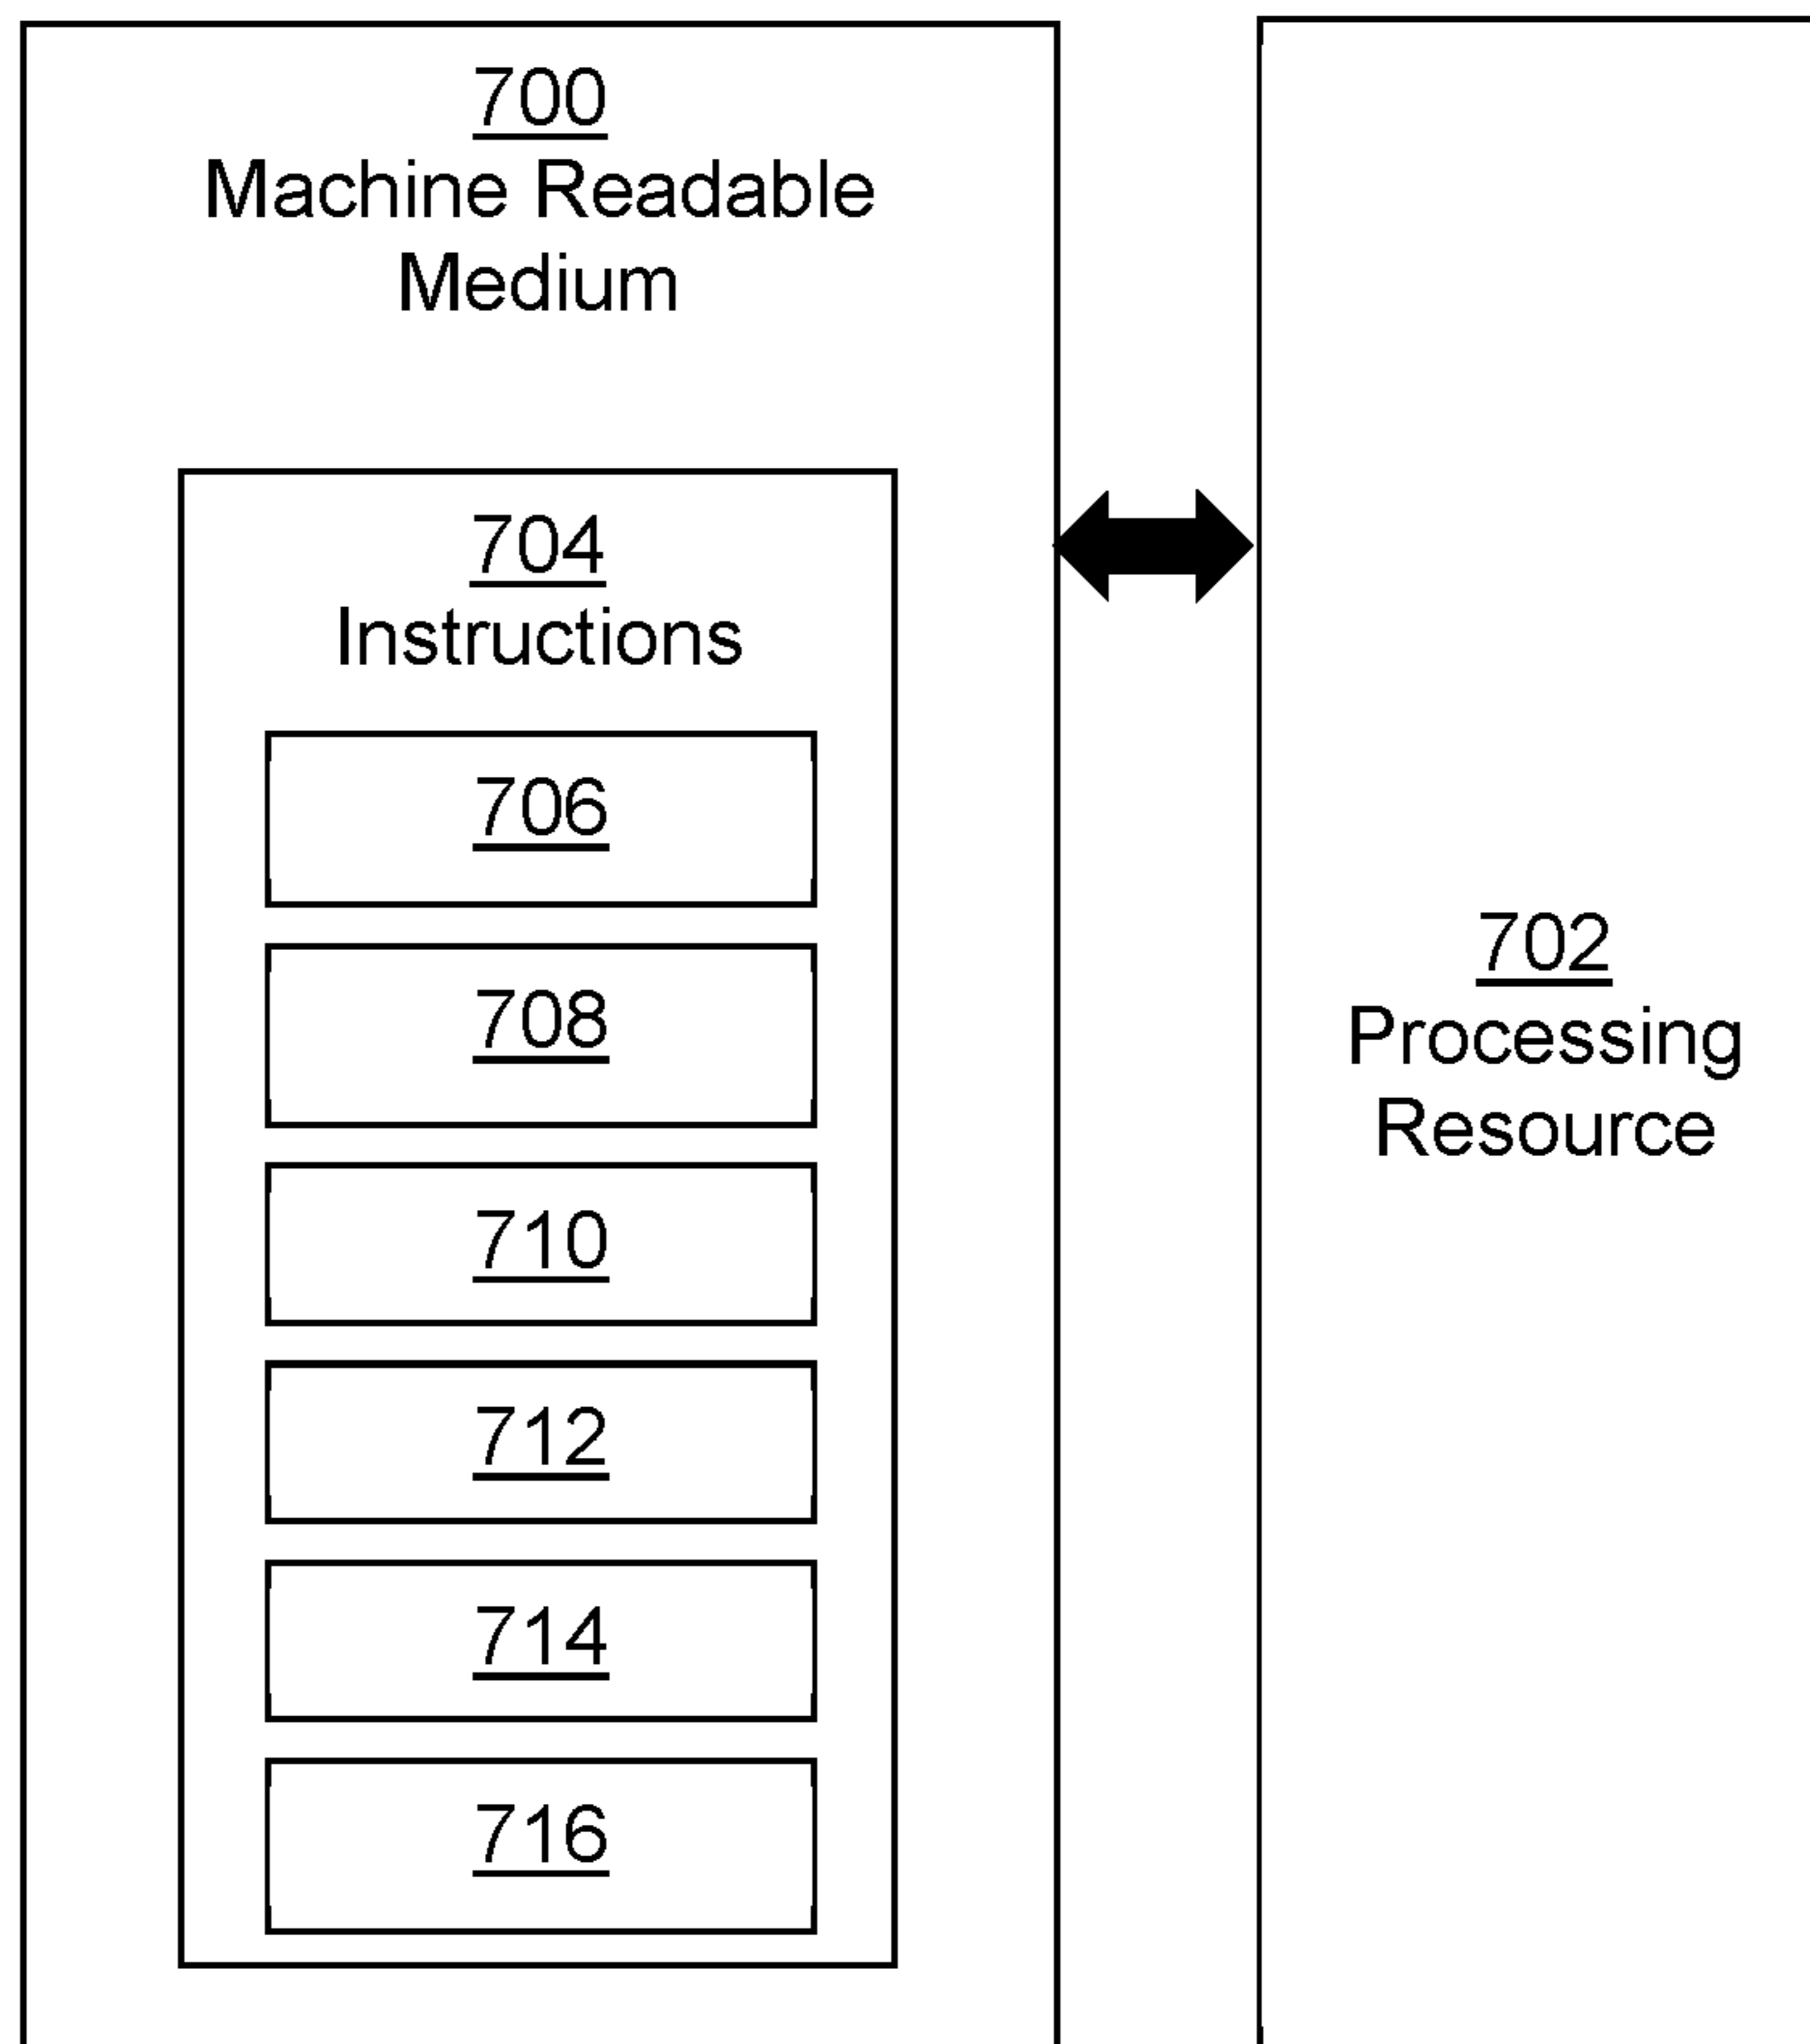 700
Machine Readable
Medium
704
Instructions
706
708
710
712
714
716
702
Processing
Resource